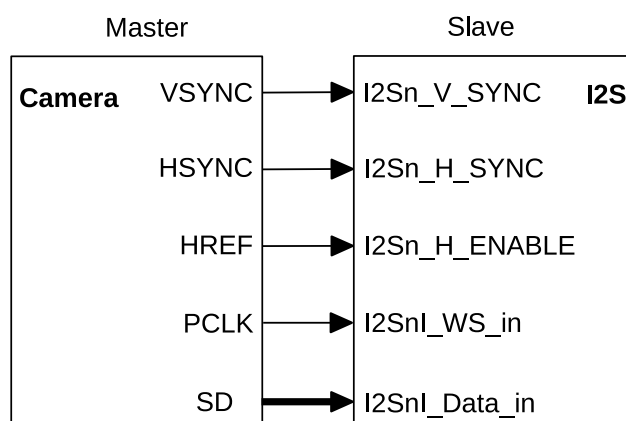 Master Slave
Camera VSYNC I2Sn_V_SYNC I2S
HSYNC I2Sn_H_SYNC
HREF I2Sn_H_ENABLE
PCLK I2SnI_WS_in
SD I2SnI_Data_in